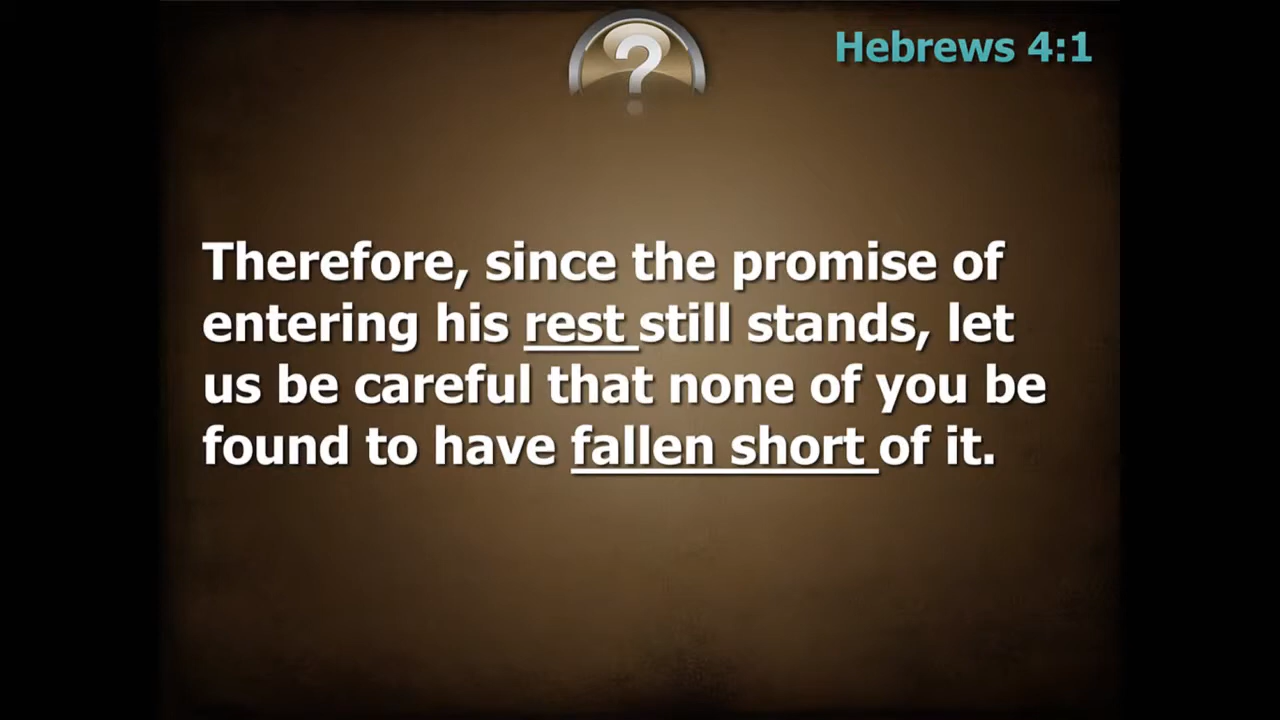 Hebrews 4:1
Therefore, since the promise of
entering his rest still stands, let
us be careful that none of you be
found to have fallen short of it.